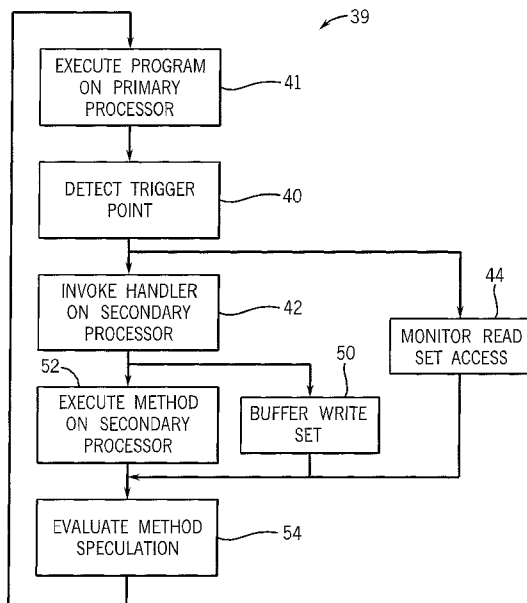 39
EXECUTE PROGRAM
ON PRIMARY
PROCESSOR
41
DETECT TRIGGER
POINT
40
INVOKE HANDLER
ON SECONDARY
PROCESSOR
42
44
MONITOR READ
SET ACCESS
52
EXECUTE METHOD
ON SECONDARY
PROCESSOR
50
BUFFER WRITE
SET
EVALUATE METHOD
SPECULATION
54